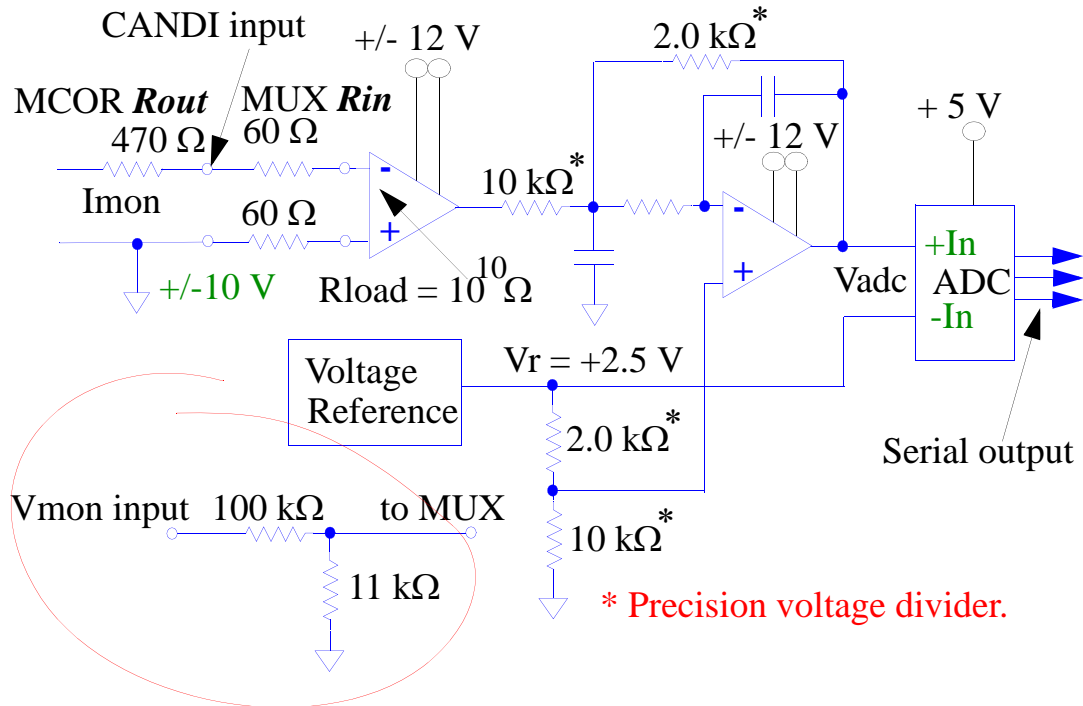 CANDI input
+/- 12 V
2.0 kΩ*
MCOR Rout
MUX Rin
470 Ω
60 Ω
+/- 12 V
+ 5 V
-
10 kΩ*
-
Imon
60 Ω
+
+
+In
ADC
-In
+/-10 V
Rload = 10^10 Ω
Vadc
Vr = +2.5 V
Voltage
Reference
2.0 kΩ*
Serial output
Vmon input
100 kΩ
to MUX
10 kΩ*
11 kΩ
* Precision voltage divider.